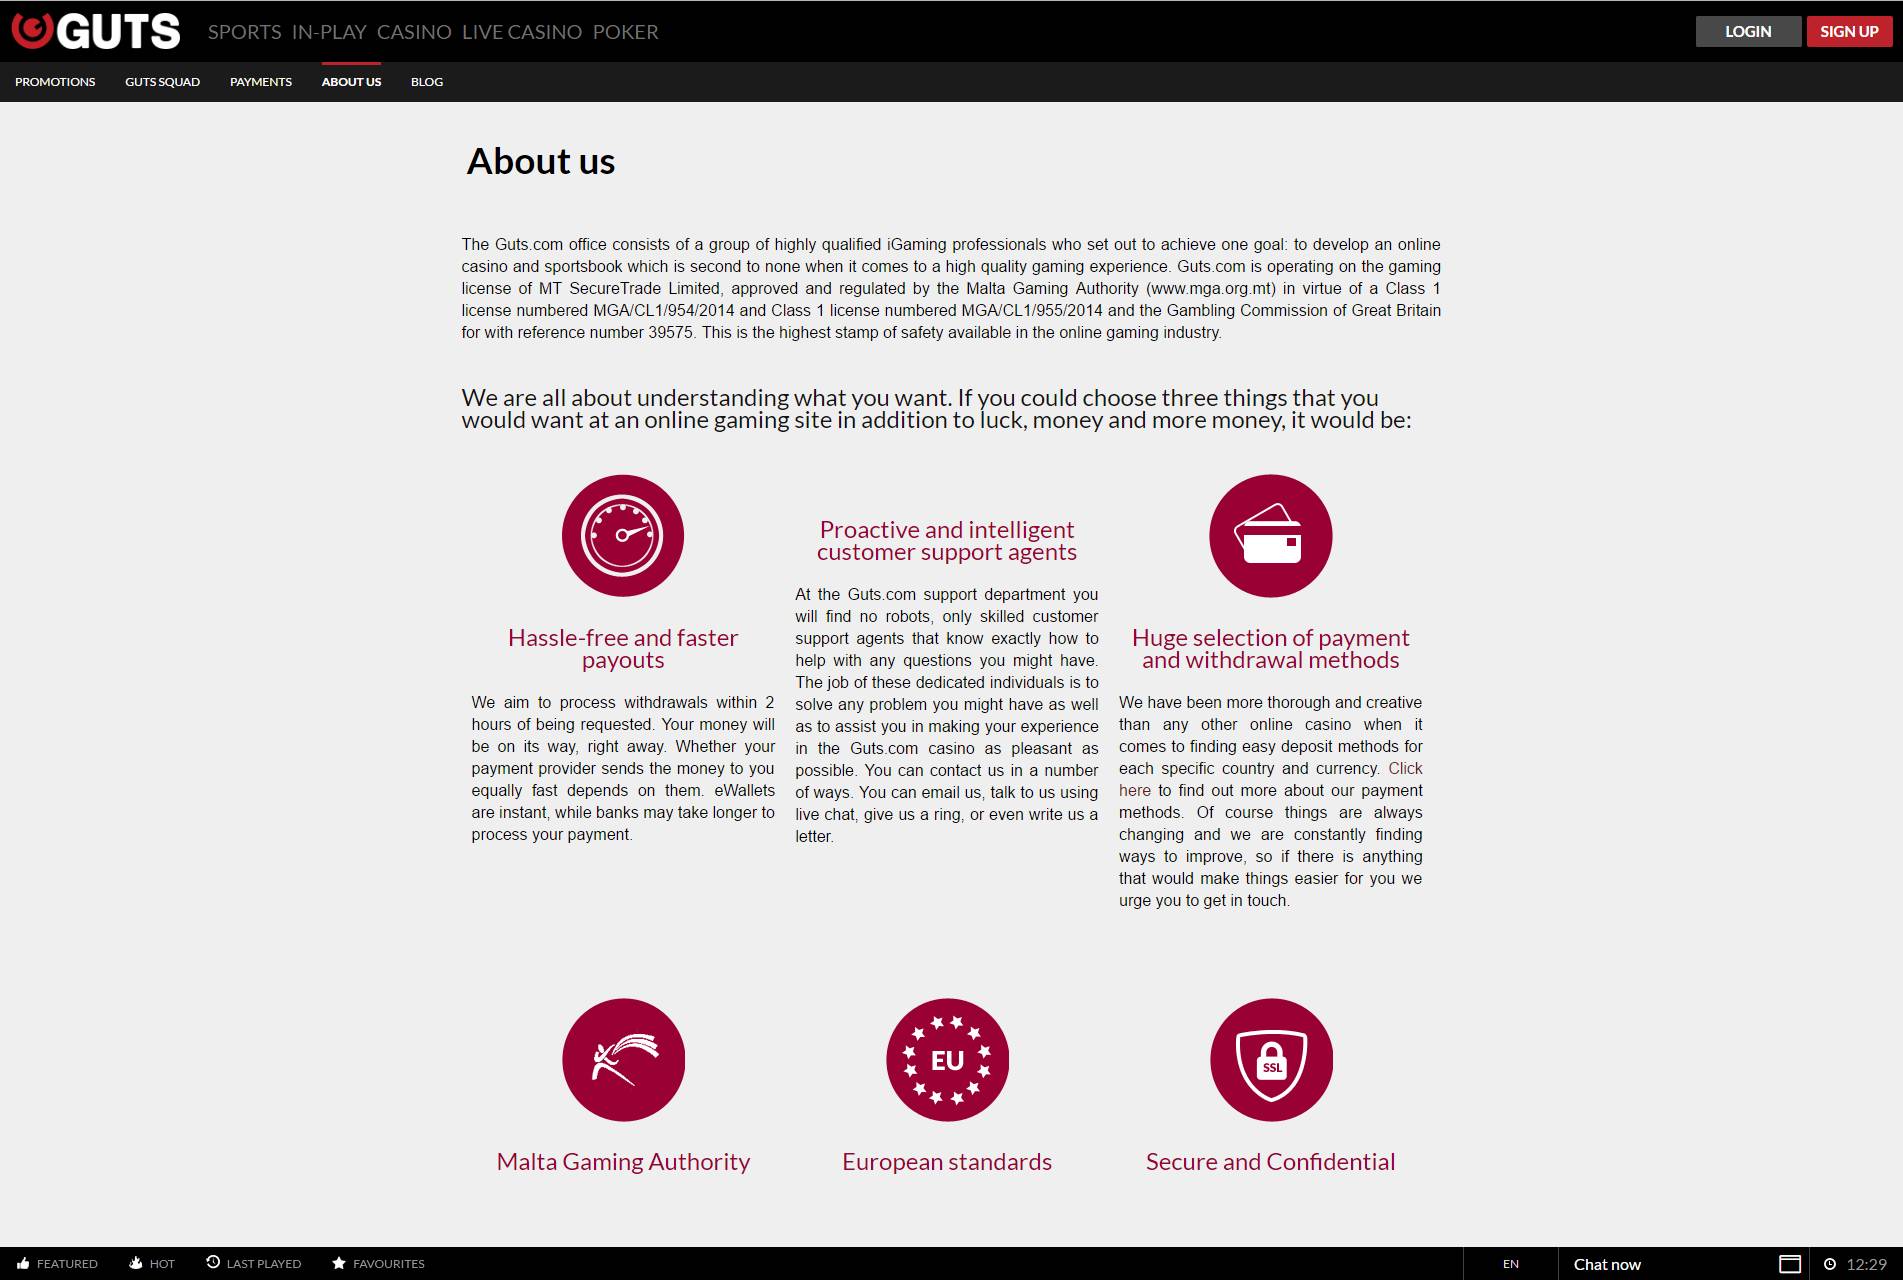 GUTS
SPORTS IN-PLAY CASINO LIVE CASINO POKER
LOGIN
SIGN UP
PROMOTIONS
GUTS SQUAD
PAYMENTS
ABOUT US
BLOG
About us
The Guts.com office consists of a group of highly qualified iGaming professionals who set out to achieve one goal: to develop an online
casino and sportsbook which is second to none when it comes to a high quality gaming experience. Guts.com is operating on the gaming
license of MT SecureTrade Limited, approved and regulated by the Malta Gaming Authority (www.mga.org.mt) in virtue of a Class 1
license numbered MGA/CL1/954/2014 and Class 1 license numbered MGA/CL1/955/2014 and the Gambling Commission of Great Britain
for with reference number 39575. This is the highest stamp of safety available in the online gaming industry.
We are all about understanding what you want. If you could choose three things that you
would want at an online gaming site in addition to luck, money and more money, it would be:
Hassle-free and faster
payouts
We aim to process withdrawals within 2
hours of being requested. Your money will
be on its way, right away. Whether your
payment provider sends the money to you
equally fast depends on them. eWallets
are instant, while banks may take longer to
process your payment.
Proactive and intelligent
customer support agents
At the Guts.com support department you
will find no robots, only skilled customer
support agents that know exactly how to
help with any questions you might have.
The job of these dedicated individuals is to
solve any problem you might have as well
as to assist you in making your experience
in the Guts.com casino as pleasant as
possible. You can contact us in a number
of ways. You can email us, talk to us using
live chat, give us a ring, or even write us a
letter.
Huge selection of payment
and withdrawal methods
We have been more thorough and creative
than any other online casino when it
comes to finding easy deposit methods for
each specific country and currency. Click
here to find out more about our payment
methods. Of course things are always
changing and we are constantly finding
ways to improve, so if there is anything
that would make things easier for you we
urge you to get in touch.
EU
SSL
Malta Gaming Authority
European standards
Secure and Confidential
FEATURED
HOT
LAST PLAYED
FAVOURITES
EN
Chat now
12:29